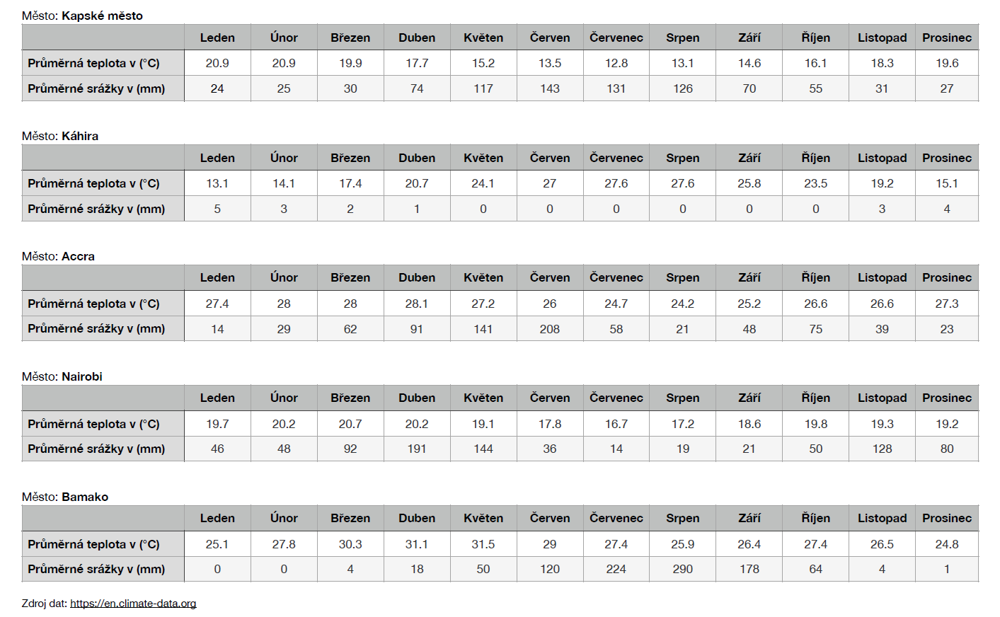 Město: Kapské město
Leden Únor Březen Duben Květen Červen Červenec Srpen Září Říjen Listopad Prosinec
Průměrná teplota v (°C) 20.9 20.9 19.9 17.7 15.2 13.5 12.8 13.1 14.6 16.1 18.3 19.6
Průměrné srážky v (mm) 24 25 30 74 117 143 131 126 70 55 31 27
Město: Káhira
Leden Únor Březen Duben Květen Červen Červenec Srpen Září Říjen Listopad Prosinec
Průměrná teplota v (°C) 13.1 14.1 17.4 20.7 24.1 27 27.6 27.6 25.8 23.5 19.2 15.1
Průměrné srážky v (mm) 5 3 2 1 0 0 0 0 0 0 3 4
Město: Accra
Leden Únor Březen Duben Květen Červen Červenec Srpen Září Říjen Listopad Prosinec
Průměrná teplota v (°C) 27.4 28 28 28.1 27.2 26 24.7 24.2 25.2 26.6 26.6 27.3
Průměrné srážky v (mm) 14 29 62 91 141 208 58 21 48 75 39 23
Město: Nairobi
Leden Únor Březen Duben Květen Červen Červenec Srpen Září Říjen Listopad Prosinec
Průměrná teplota v (°C) 19.7 20.2 20.7 20.2 19.1 17.8 16.7 17.2 18.6 19.8 19.3 19.2
Průměrné srážky v (mm) 46 48 92 191 144 36 14 19 21 50 128 80
Město: Bamako
Leden Únor Březen Duben Květen Červen Červenec Srpen Září Říjen Listopad Prosinec
Průměrná teplota v (°C) 25.1 27.8 30.3 31.1 31.5 29 27.4 25.9 26.4 27.4 26.5 24.8
Průměrné srážky v (mm) 0 0 4 18 50 120 224 290 178 64 4 1
Zdroj dat: https://en.climate-data.org